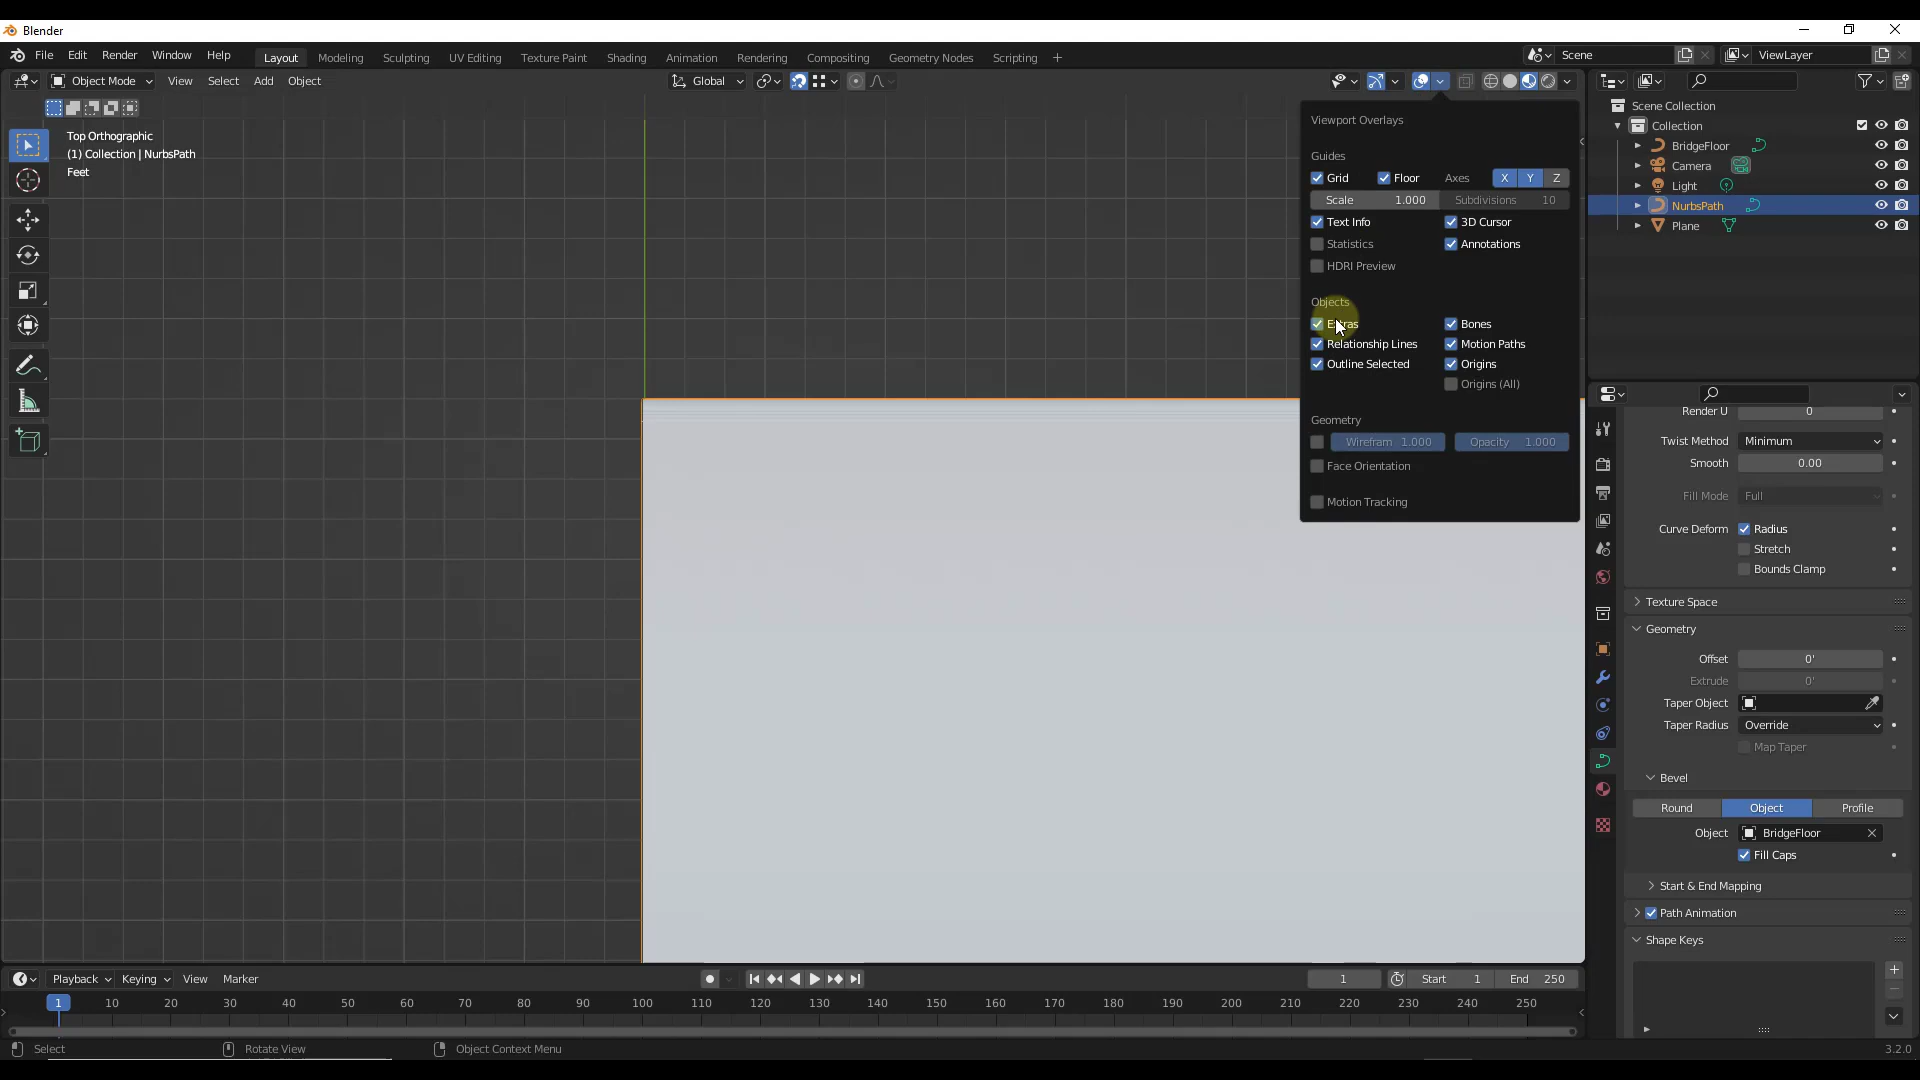 Blender
File Edit Render Window Help Layout Modeling Sculpting UV Editing Texture Paint Shading Animation Rendering Compositing Geometry Nodes Scripting + Scene ViewLayer
Object Mode View Select Add Object Global
Top Orthographic
(1) Collection | NurbsPath
Feet
Viewport Overlays
Guides
Grid Floor Axes X Y Z
Scale 1.000 Subdivisions 10
Text Info 3D Cursor
Statistics Annotations
HDRI Preview
Objects
Extras Bones
Relationship Lines Motion Paths
Outline Selected Origins
Origins (All)
Geometry
Wirefram 1.000 Opacity 1.000
Face Orientation
Motion Tracking
Scene Collection
Collection
BridgeFloor
Camera
Light
NurbsPath
Plane
Render U 0
Twist Method Minimum
Smooth 0.00
Fill Mode Full
Curve Deform Radius
Stretch
Bounds Clamp
Texture Space
Geometry
Offset 0'
Extrude 0'
Taper Object
Taper Radius Override
Map Taper
Bevel
Round Object Profile
Object BridgeFloor
Fill Caps
Start & End Mapping
Path Animation
Shape Keys
Playback Keying View Marker 1 Start 1 End 250
1 10 20 30 40 50 60 70 80 90 100 110 120 130 140 150 160 170 180 190 200 210 220 230 240 250
Select Rotate View Object Context Menu 3.2.0